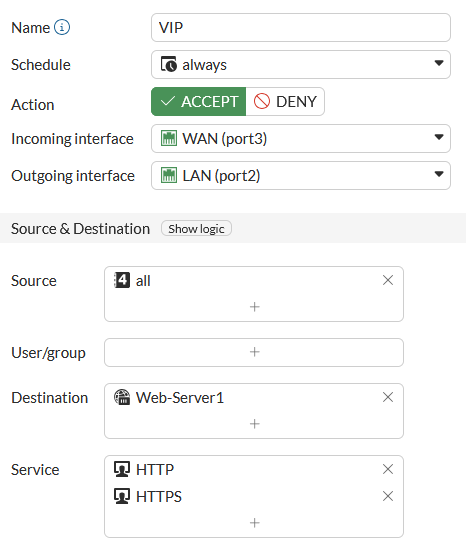 Name VIP
Schedule always
Action ACCEPT DENY
Incoming interface WAN (port3)
Outgoing interface LAN (port2)
Source & Destination Show logic
Source 4 all
User/group
Destination Web-Server1
Service HTTP
HTTPS